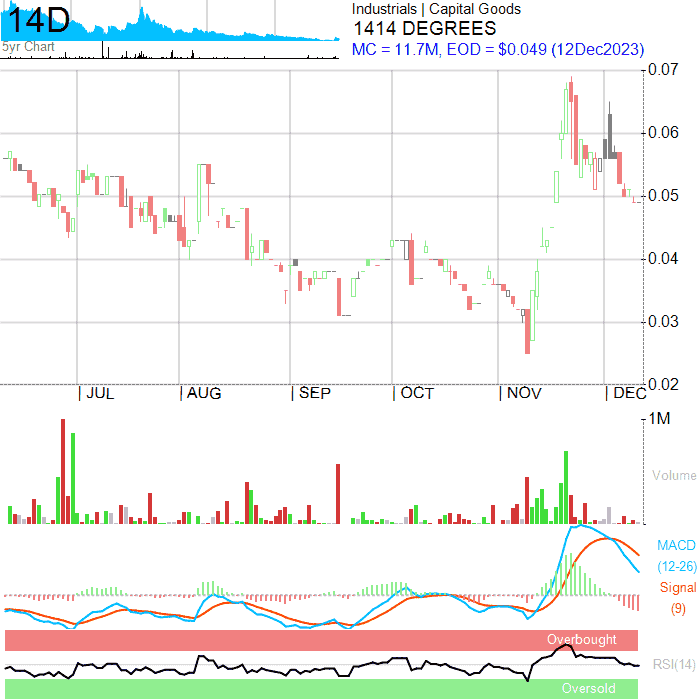 14D
5yr Chart
Industrials | Capital Goods
1414 DEGREES
MC = 11.7M, EOD = $0.049 (12Dec2023)
0.07
0.06
0.05
0.04
0.03
0.02
| JUL | AUG | SEP | OCT | NOV | DEC
1M
Volume
MACD
(12-26)
Signal
(9)
Overbought
RSI(14)
Oversold